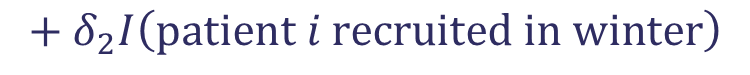 + δ₂I(patient i recruited in winter)